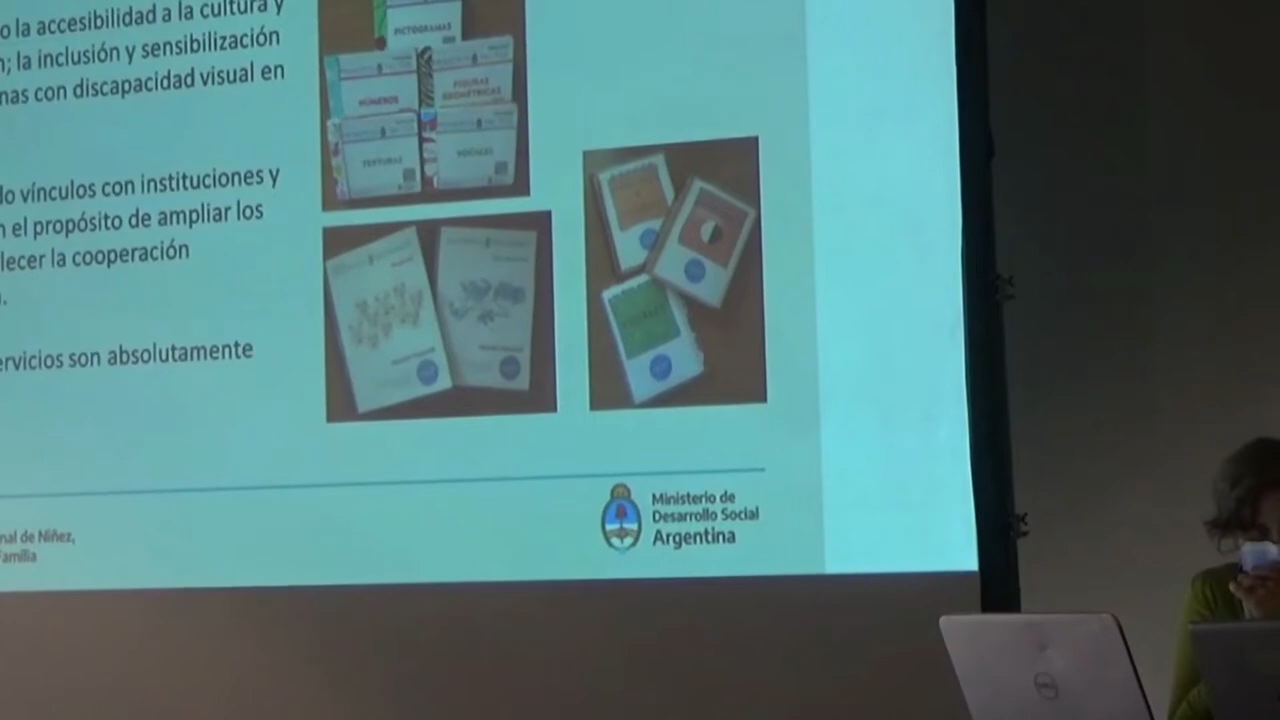 o la accesibilidad a la cultura y
n; la inclusión y sensibilización
nas con discapacidad visual en
lo vínculos con instituciones y
n el propósito de ampliar los
lecer la cooperación
ervicios son absolutamente
PICTOGRAMAS
NÚMEROS
FIGURAS
GEOMÉTRICAS
TEXTURAS
VOCALES
nal de Niñez,
Familia
Ministerio de
Desarrollo Social
Argentina
DELL